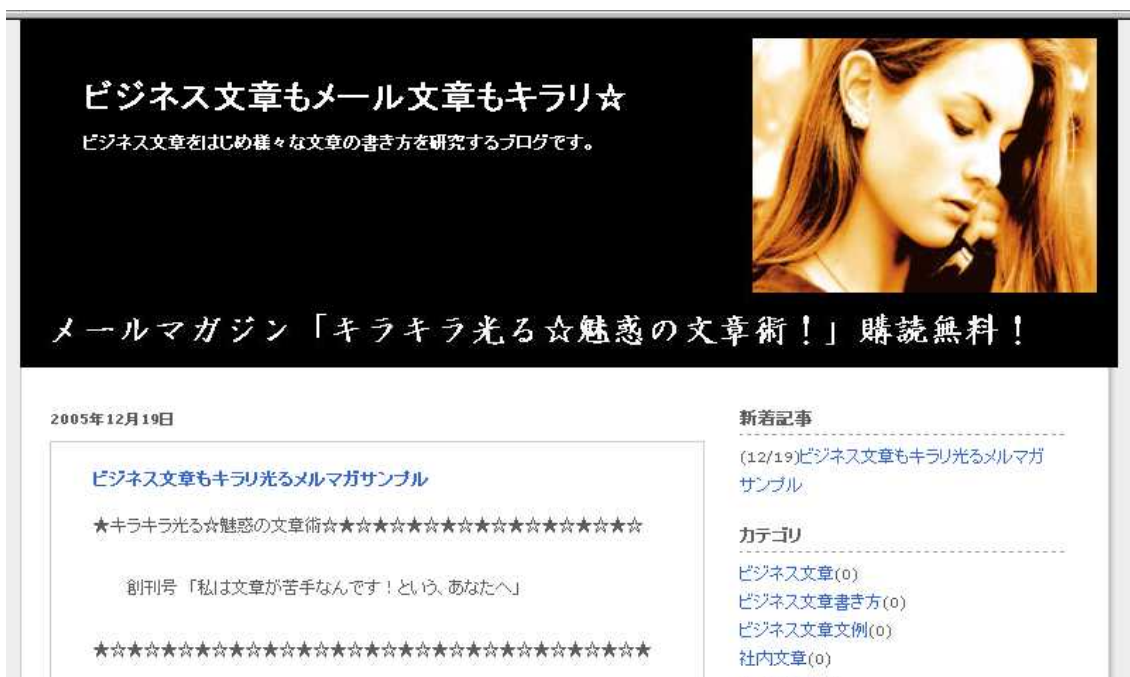 ビジネス文章もメール文章もキラリ☆
ビジネス文章をはじめ様々な文章の書き方を研究するブログです。
メールマガジン「キラキラ光る☆魅惑の文章術!」購読無料!
2005年12月19日
ビジネス文章もキラリ光るメルマガサンプル
★キラキラ光る☆魅惑の文章術☆★☆★☆★☆★☆★☆★☆★☆★☆★☆
創刊号「私は文章が苦手なんです!という、あなたへ」
★☆★☆★☆★☆★☆★☆★☆★☆★☆★☆★☆★☆★☆★☆★☆★☆★
新着記事
(12/19)ビジネス文章もキラリ光るメルマガ
サンプル
カテゴリ
ビジネス文章(0)
ビジネス文章書き方(0)
ビジネス文章文例(0)
社内文章(0)